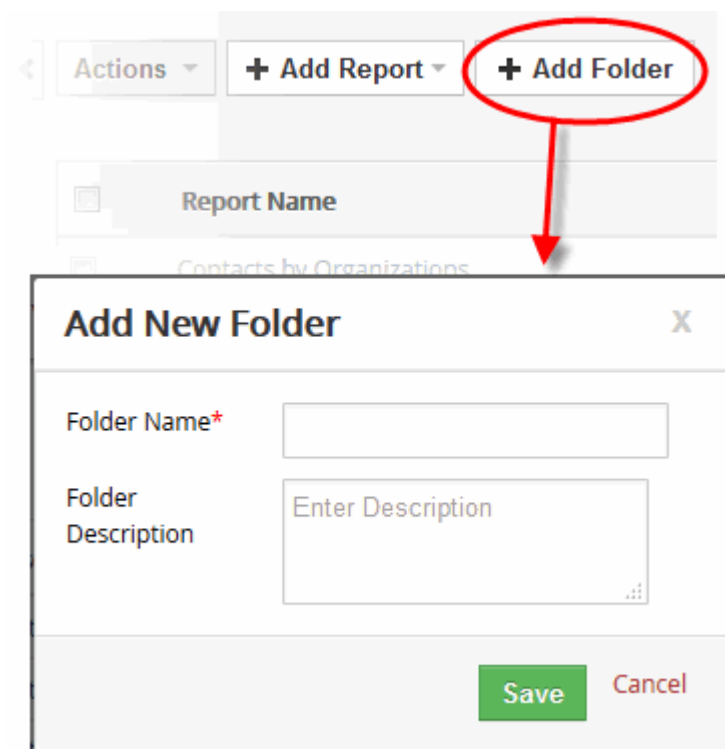 Actions + Add Report + Add Folder
Report Name
Contacts by Organizations
Add New Folder X
Folder Name*
Folder
Description
Enter Description
Save Cancel